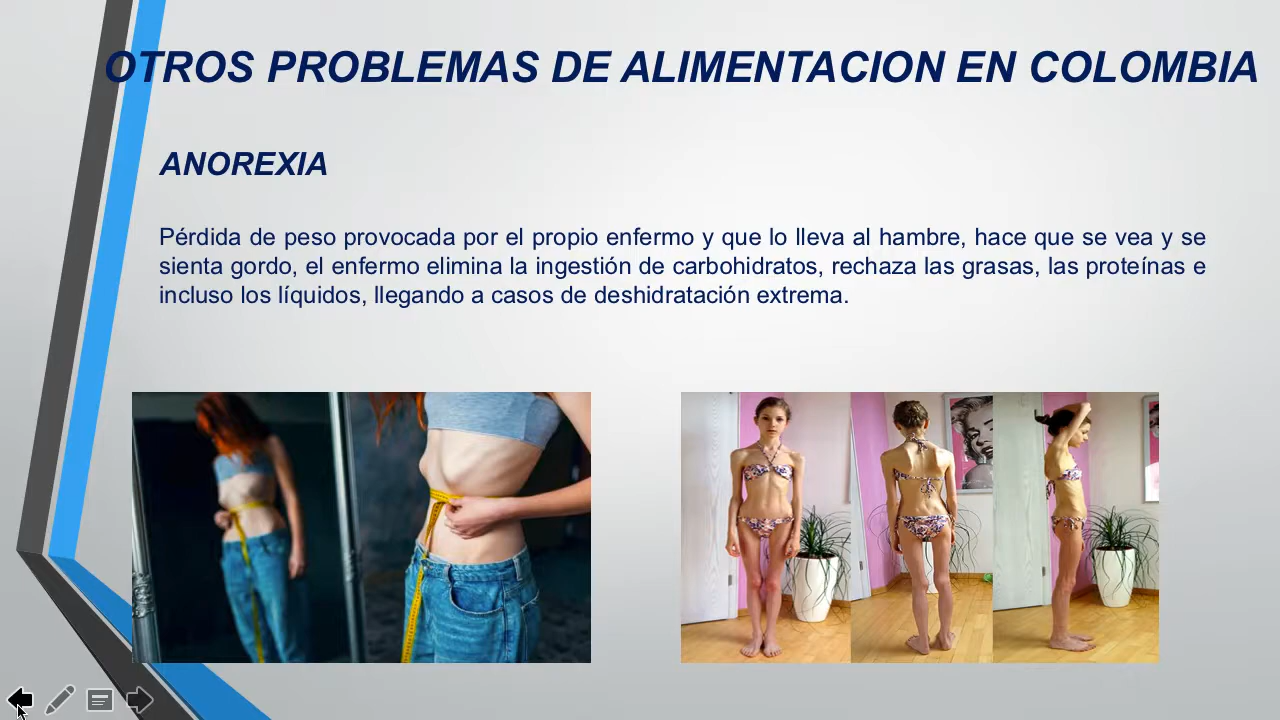 OTROS PROBLEMAS DE ALIMENTACION EN COLOMBIA
ANOREXIA
Pérdida de peso provocada por el propio enfermo y que lo lleva al hambre, hace que se vea y se
sienta gordo, el enfermo elimina la ingestión de carbohidratos, rechaza las grasas, las proteínas e
incluso los líquidos, llegando a casos de deshidratación extrema.